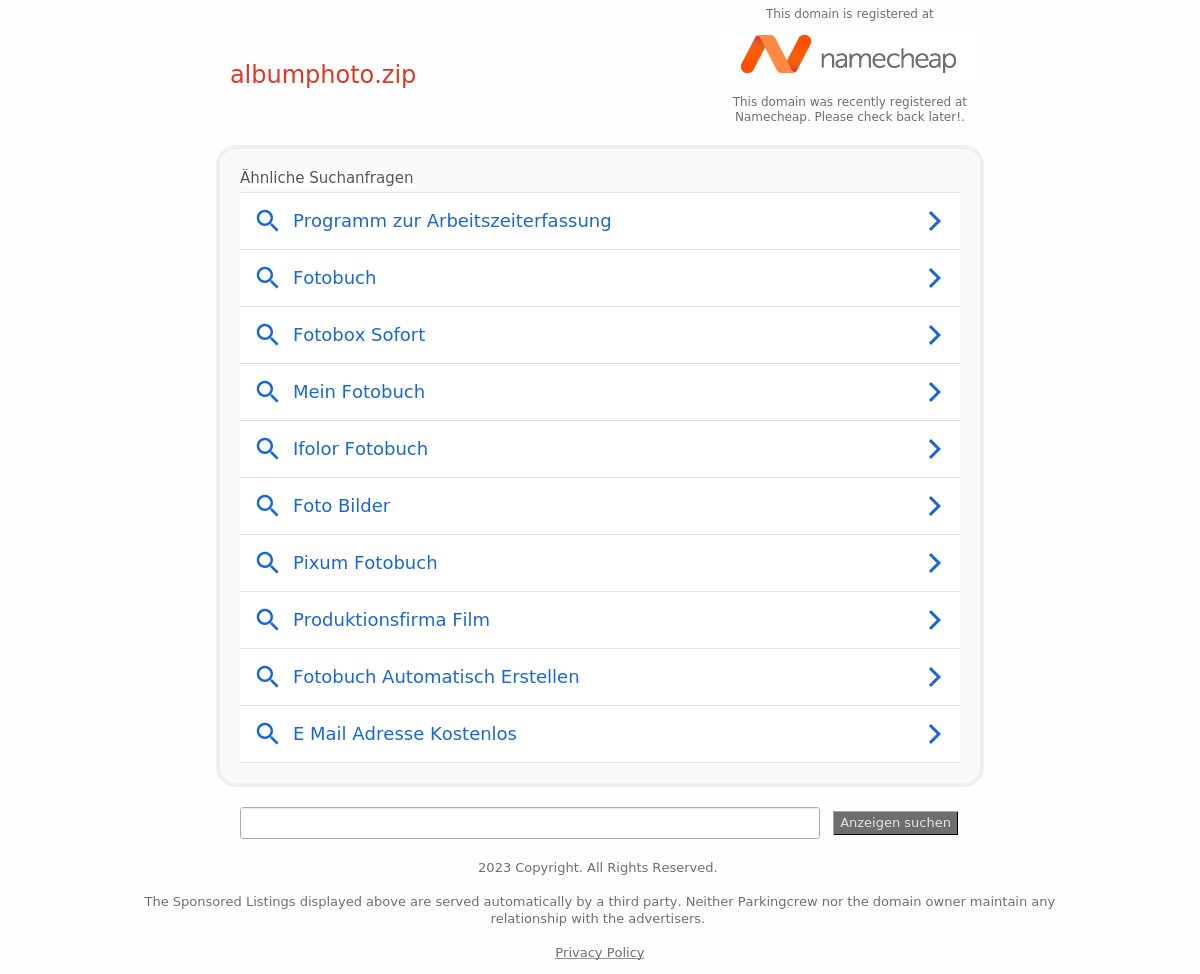 This domain is registered at
namecheap
albumphoto.zip
This domain was recently registered at
Namecheap. Please check back later!.
Ähnliche Suchanfragen
Programm zur Arbeitszeiterfassung
Fotobuch
Fotobox Sofort
Mein Fotobuch
Ifolor Fotobuch
Foto Bilder
Pixum Fotobuch
Produktionsfirma Film
Fotobuch Automatisch Erstellen
E Mail Adresse Kostenlos
Anzeigen suchen
2023 Copyright. All Rights Reserved.
The Sponsored Listings displayed above are served automatically by a third party. Neither Parkingcrew nor the domain owner maintain any
relationship with the advertisers.
Privacy Policy